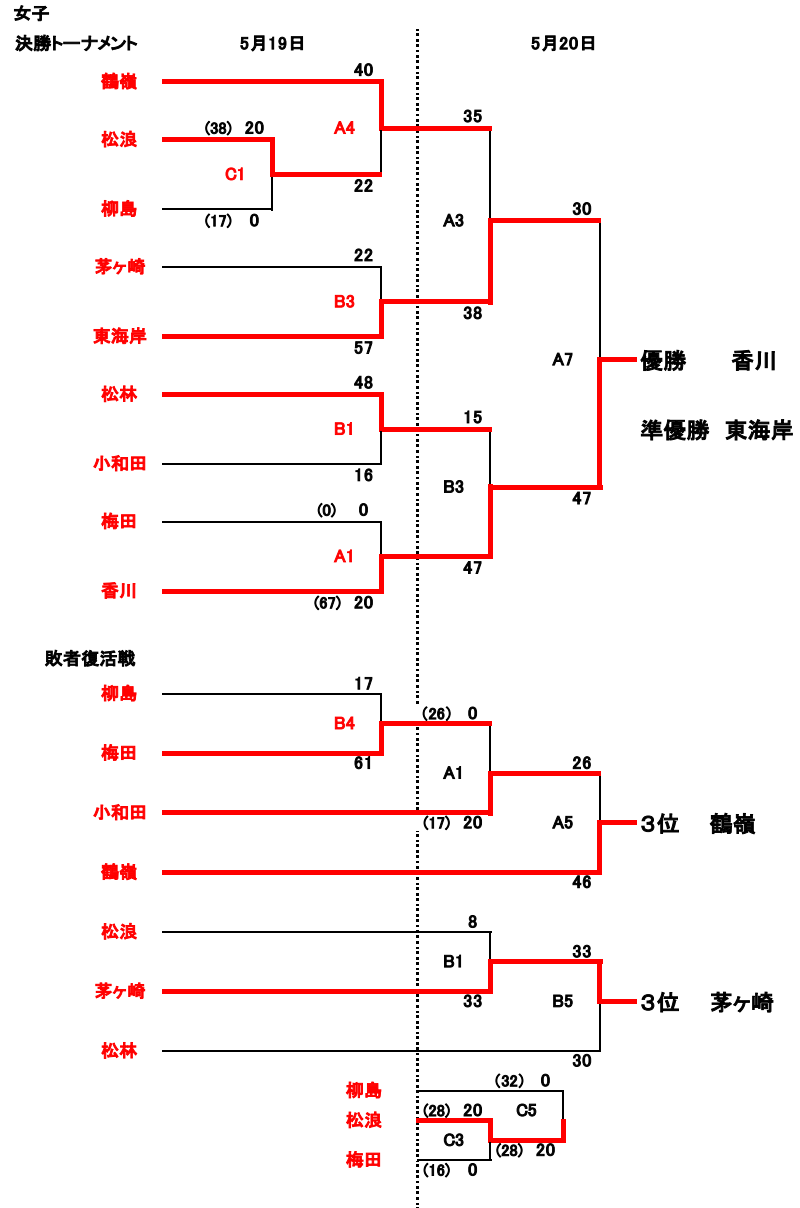 女子
決勝トーナメント 5月19日 5月20日
40
鶴嶺
35
(38) 20 A4
松浪
C1
22
柳島 30
(17) 0 A3
22
茅ヶ崎
B3
38
東海岸
57 A7 優勝 香川
48
松林
15
B1 準優勝 東海岸
小和田
16
B3 47
(0) 0
梅田
A1
47
香川
(67) 20
敗者復活戦
17
柳島
(26) 0
B4
梅田
61 26
A1
小和田
(17) 20 A5 3位 鶴嶺
鶴嶺
46
8
松浪
33
B1
茅ヶ崎
33 B5 3位 茅ヶ崎
松林
30
(32) 0
柳島
(28) 20 C5
松浪
C3
(28) 20
梅田
(16) 0